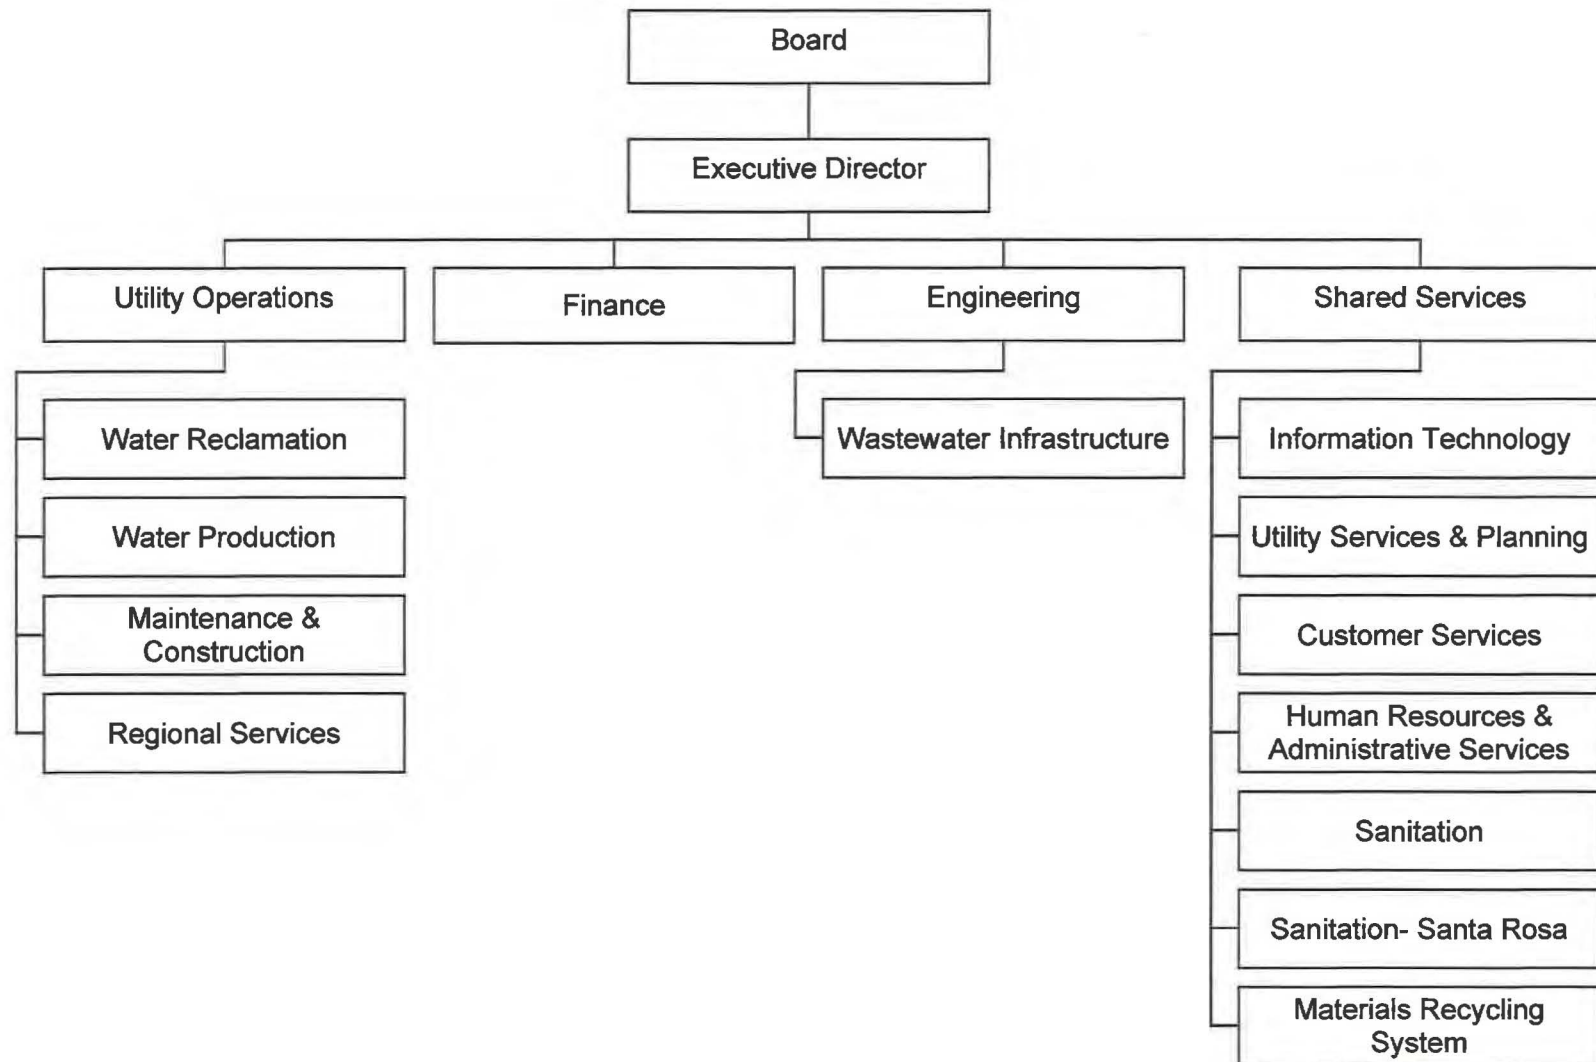 Board
Executive Director
Utility Operations
Finance
Engineering
Shared Services
Water Reclamation
Water Production
Maintenance &
Construction
Regional Services
Wastewater Infrastructure
Information Technology
Utility Services & Planning
Customer Services
Human Resources &
Administrative Services
Sanitation
Sanitation- Santa Rosa
Materials Recycling
System